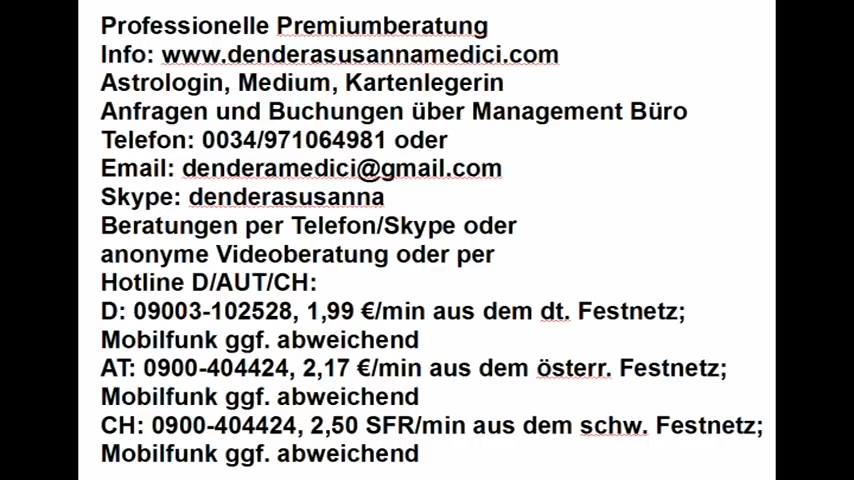 Professionelle Premiumberatung
Info: www.denderasusannamedici.com
Astrologin, Medium, Kartenlegerin
Anfragen und Buchungen über Management Büro
Telefon: 0034/971064981 oder
Email: denderamedici@gmail.com
Skype: denderasusanna
Beratungen per Telefon/Skype oder
anonyme Videoberatung oder per
Hotline D/AUT/CH:
D: 09003-102528, 1,99 €/min aus dem dt. Festnetz;
Mobilfunk ggf. abweichend
AT: 0900-404424, 2,17 €/min aus dem österr. Festnetz;
Mobilfunk ggf. abweichend
CH: 0900-404424, 2,50 SFR/min aus dem schw. Festnetz;
Mobilfunk ggf. abweichend